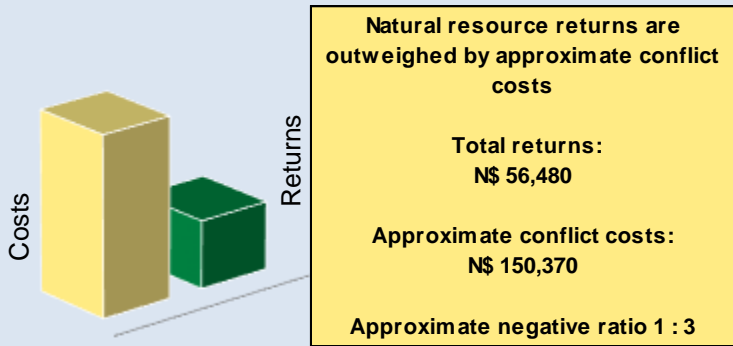 Costs
Returns
Natural resource returns are
outweighed by approximate conflict
costs
Total returns:
N$ 56,480
Approximate conflict costs:
N$ 150,370
Approximate negative ratio 1 : 3